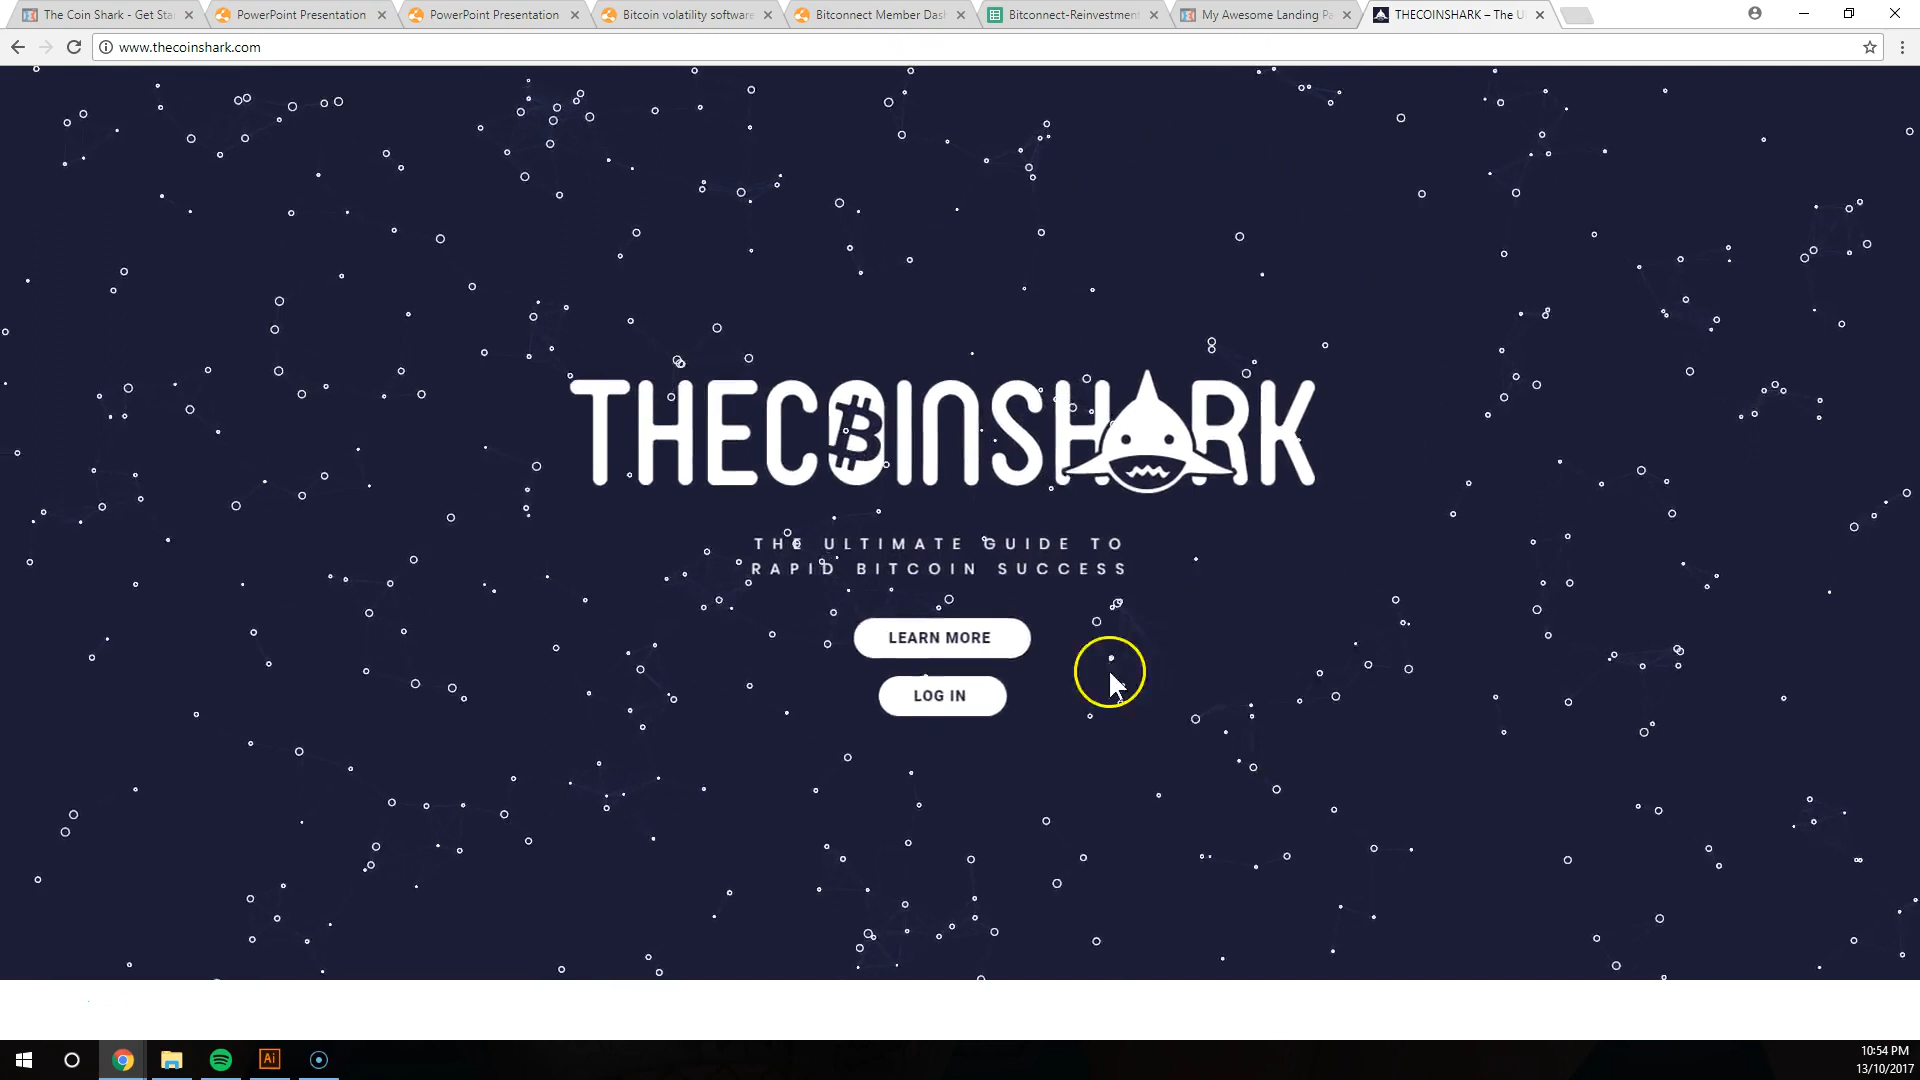 The Coin Shark - Get Sta
PowerPoint Presentation
PowerPoint Presentation
Bitcoin volatility software
Bitconnect Member Das
Bitconnect-Reinvestment
My Awesome Landing Pa
THECOINSHARK – The U
www.thecoinshark.com
THECOINSHARK
THE ULTIMATE GUIDE TO
RAPID BITCOIN SUCCESS
LEARN MORE
LOG IN
Ai
10:54 PM
13/10/2017